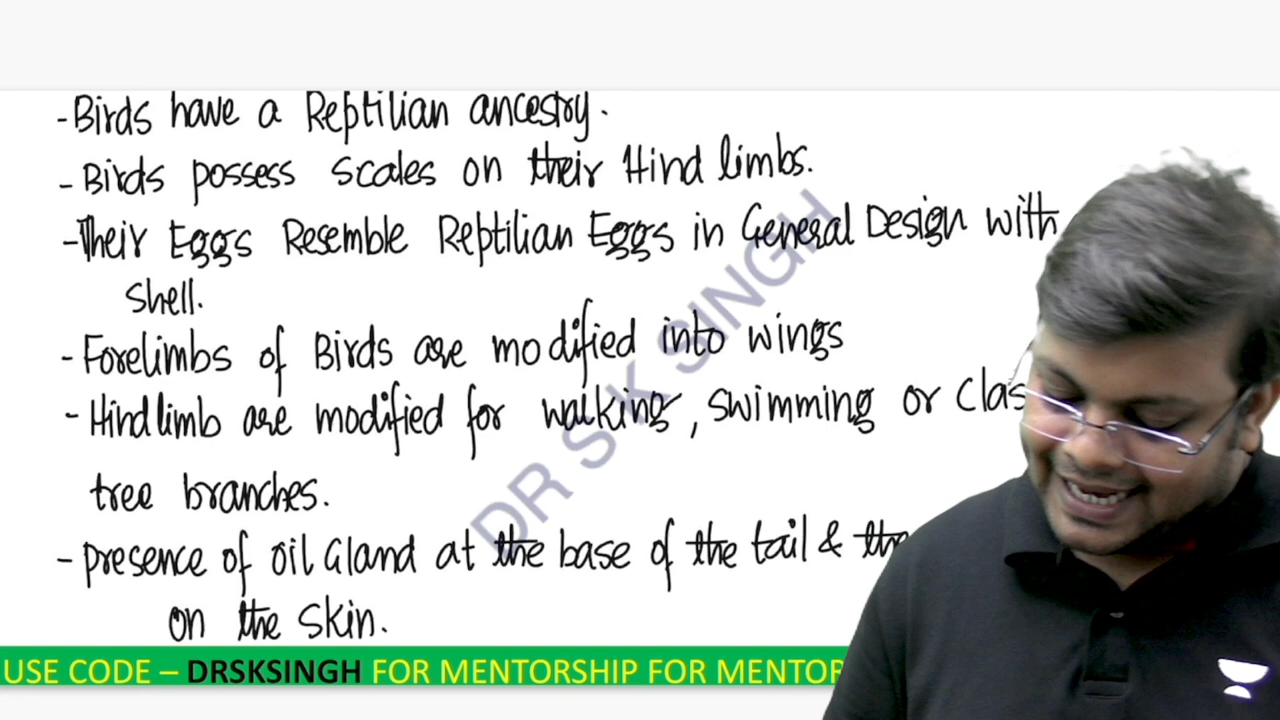 -Birds have a Reptilian ancestry.
- Birds possess scales on their Hind limbs.
-Their Eggs Resemble Reptilian Eggs in General Design with
shell.
- Forelimbs of Birds are modified into wings
- Hindlimb are modified for walking, swimming or Clas
tree branches.
- presence of oil Gland at the base of the tail & the
on the skin.
DR S K SINGH
USE CODE – DRSKSINGH FOR MENTORSHIP FOR MENTOR